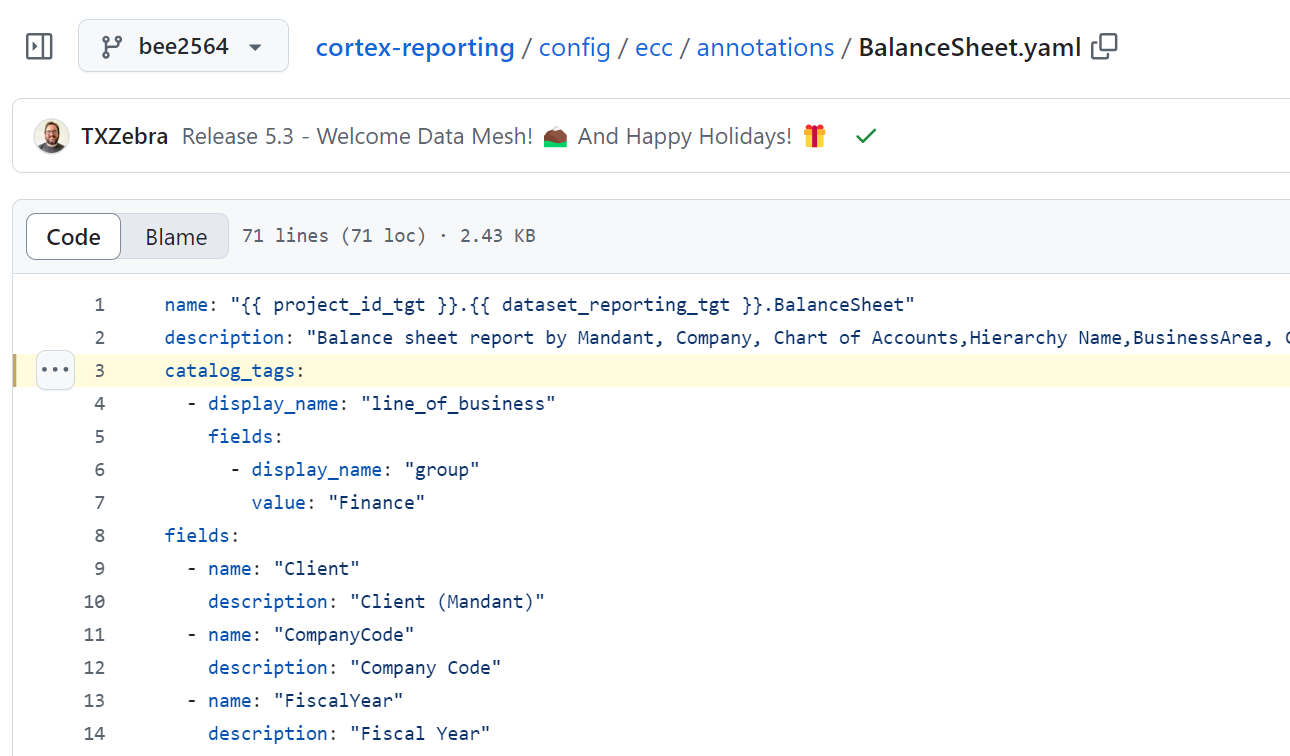 bee2564 cortex-reporting / config / ecc / annotations / BalanceSheet.yaml
TXZebra Release 5.3 - Welcome Data Mesh! And Happy Holidays!
Code Blame 71 lines (71 loc) · 2.43 KB
1 name: "{{ project_id_tgt }}.{{ dataset_reporting_tgt }}.BalanceSheet"
2 description: "Balance sheet report by Mandant, Company, Chart of Accounts,Hierarchy Name,BusinessArea,
3 catalog_tags:
4 - display_name: "line_of_business"
5 fields:
6 - display_name: "group"
7 value: "Finance"
8 fields:
9 - name: "Client"
10 description: "Client (Mandant)"
11 - name: "CompanyCode"
12 description: "Company Code"
13 - name: "FiscalYear"
14 description: "Fiscal Year"